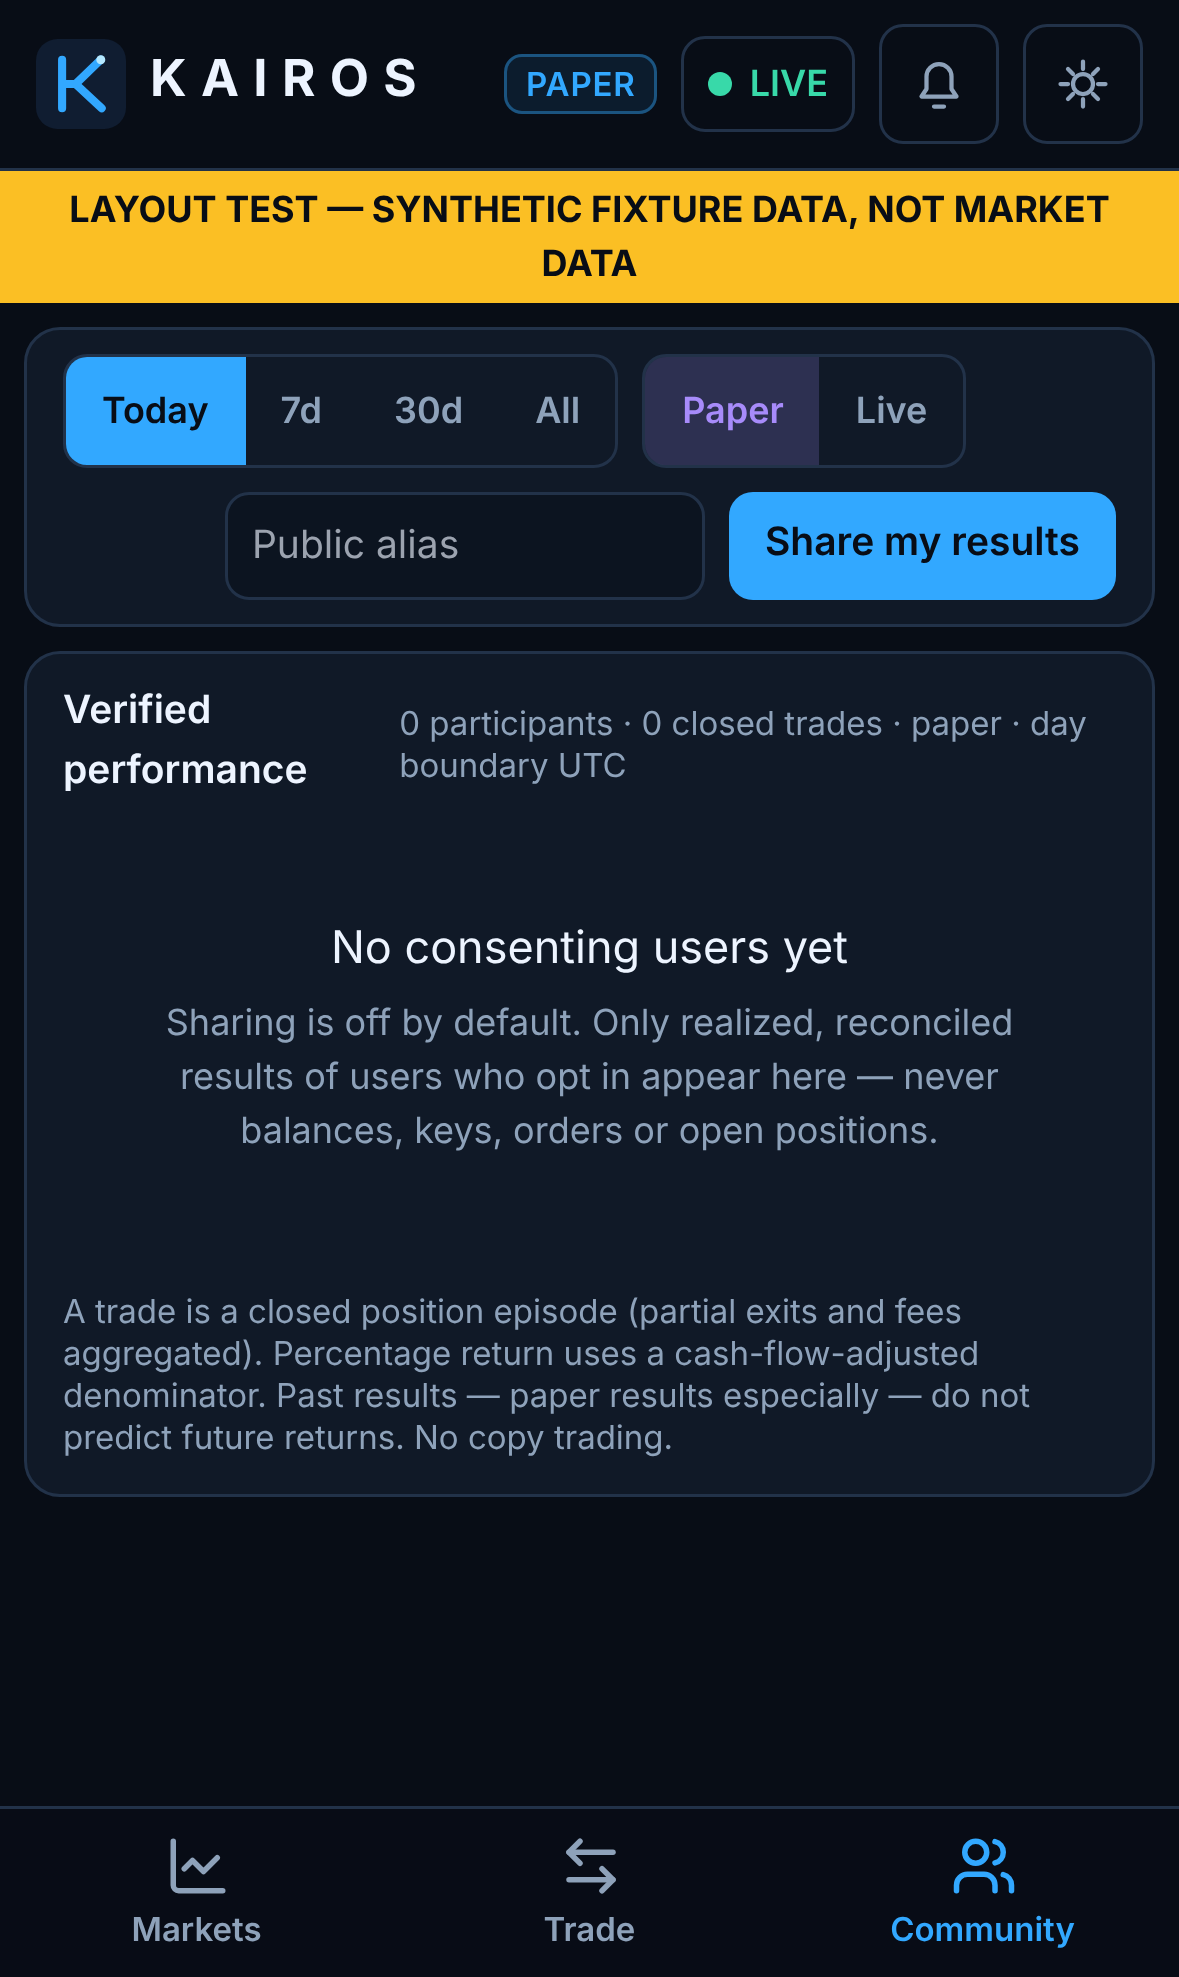 KAIROS
PAPER
LIVE
LAYOUT TEST — SYNTHETIC FIXTURE DATA, NOT MARKET
DATA
Today 7d 30d All
Paper Live
Public alias
Share my results
Verified
performance
0 participants · 0 closed trades · paper · day
boundary UTC
No consenting users yet
Sharing is off by default. Only realized, reconciled
results of users who opt in appear here — never
balances, keys, orders or open positions.
A trade is a closed position episode (partial exits and fees
aggregated). Percentage return uses a cash-flow-adjusted
denominator. Past results — paper results especially — do not
predict future returns. No copy trading.
Markets
Trade
Community